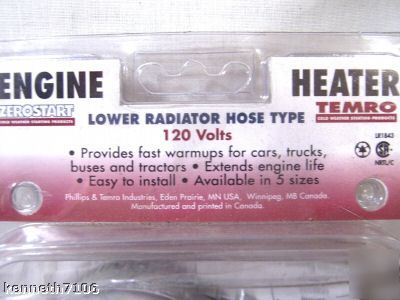 ENGINE HEATER
ZEROSTART TEMRO
COLD WEATHER STARTING PRODUCTS COLD WEATHER STARTING PRODUCTS
LOWER RADIATOR HOSE TYPE
120 Volts
LR1843
• Provides fast warmups for cars, trucks,
buses and tractors • Extends engine life
• Easy to install • Available in 5 sizes
NRTL/C
Phillips & Temro Industries, Eden Prairie, MN USA, Winnipeg, MB Canada.
Manufactured and printed in Canada.
kenneth7106